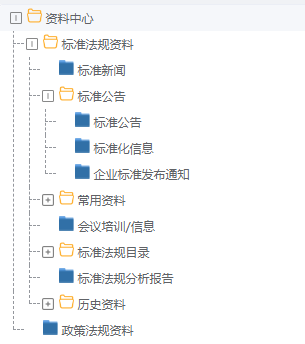 资料中心
标准法规资料
标准新闻
标准公告
标准公告
标准化信息
企业标准发布通知
常用资料
会议培训/信息
标准法规目录
标准法规分析报告
历史资料
政策法规资料